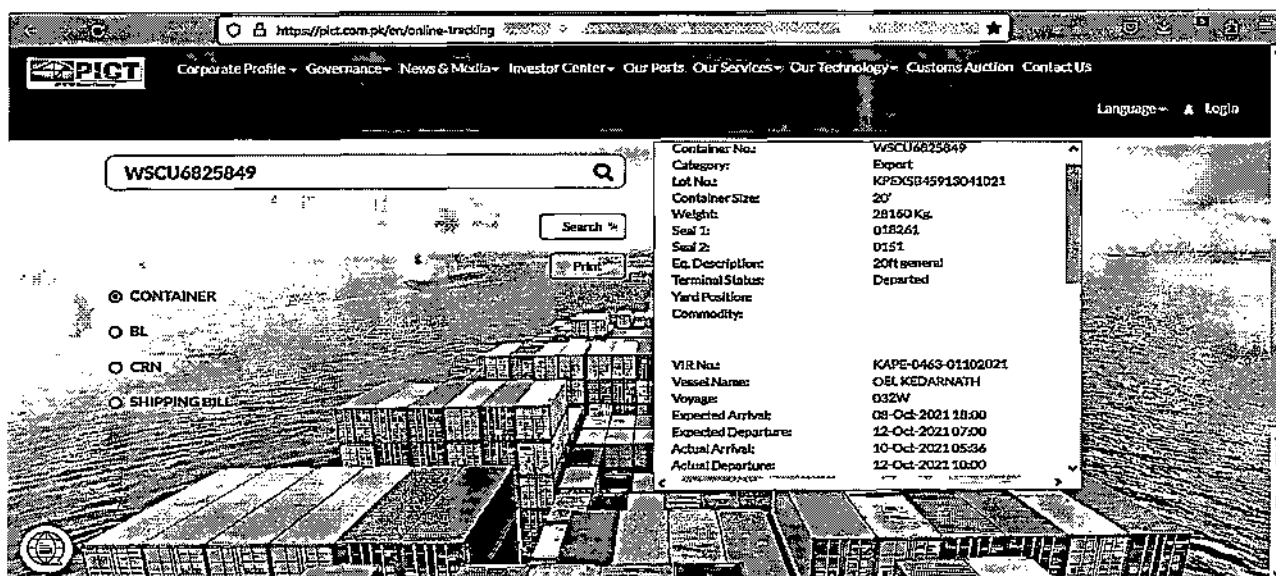 https://pict.com.pk/en/online-tracking
PICT
Corporate Profile Governance News & Media Investor Center Our Ports Our Services Our Technology Customs Auction Contact Us
Language Login
WSCU6825849
Search
Print
CONTAINER
BL
CRN
SHIPPING BILL
Container No.: WSCU6825849
Category: Export
Lot No.: KPEXSB45913041021
Container Size: 20'
Weight: 28160 Kg.
Seal 1: 018261
Seal 2: 0151
Eq. Description: 20ft general
Terminal Status: Departed
Yard Position:
Commodity:
VIR No.: KAPE-0463-01102021
Vessel Name: OEL KEDARNATH
Voyage: 032W
Expected Arrival: 08-Oct-2021 18:00
Expected Departure: 12-Oct-2021 07:00
Actual Arrival: 10-Oct-2021 05:36
Actual Departure: 12-Oct-2021 10:00